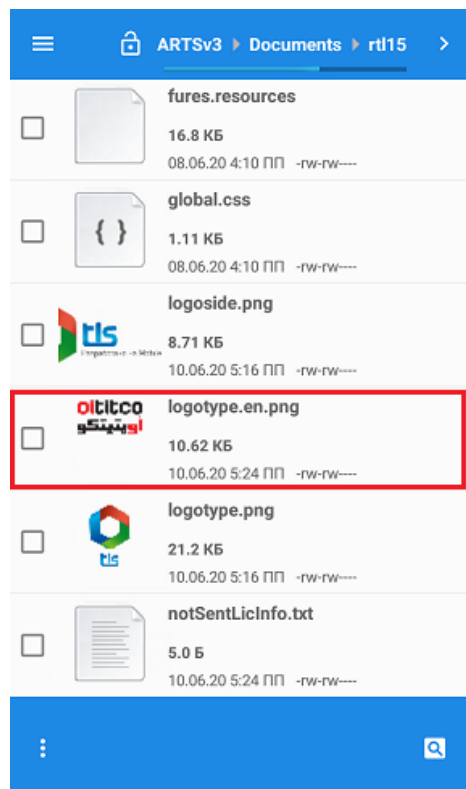 ARTSv3 Documents rtl15
fures.resources
16.8 КБ
08.06.20 4:10 ПП -rw-rw----
{ }
global.css
1.11 КБ
08.06.20 4:10 ПП -rw-rw----
tls
logoside.png
8.71 КБ
10.06.20 5:16 ПП -rw-rw----
oititco
اويتيتكو
logotype.en.png
10.62 КБ
10.06.20 5:24 ПП -rw-rw----
tls
logotype.png
21.2 КБ
10.06.20 5:16 ПП -rw-rw----
notSentLicInfo.txt
5.0 Б
10.06.20 5:24 ПП -rw-rw----